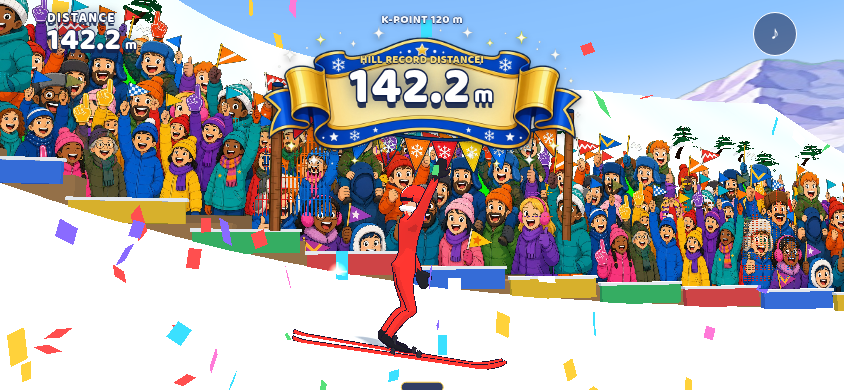 DISTANCE
142.2 m
K-POINT 120 m
HILL RECORD DISTANCE!
142.2 m